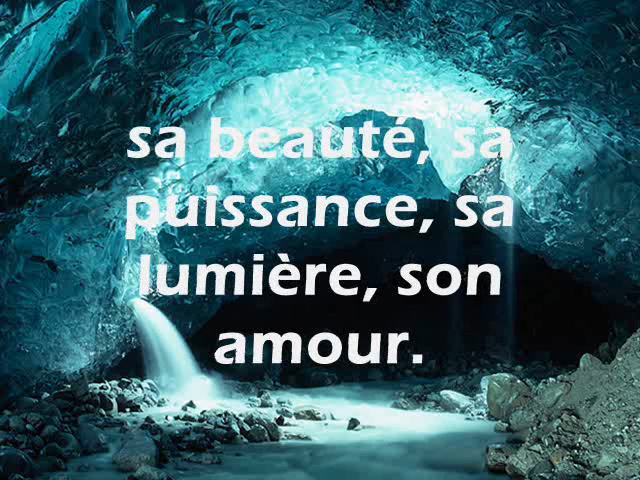 sa beauté, sa
puissance, sa
lumière, son
amour.